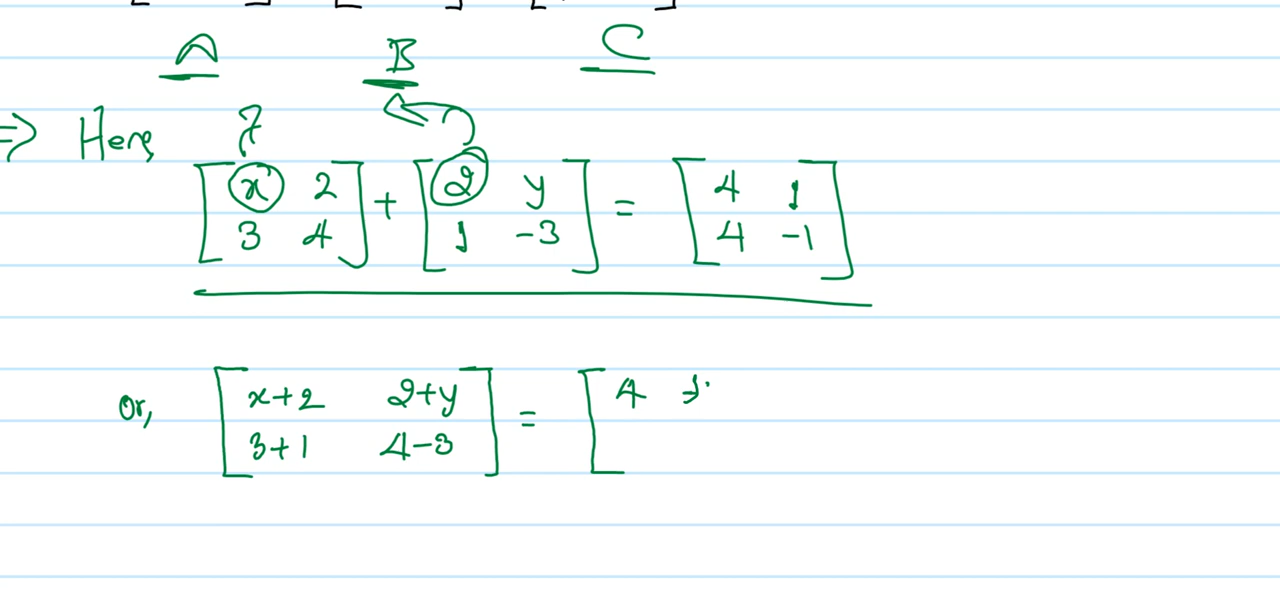 A B C
⇒ Here,
[x 2] + [2 y] = [4 1]
[3 4] [1 -3] [4 -1]
Or, [x+2 2+y] = [4
[3+1 4-3]